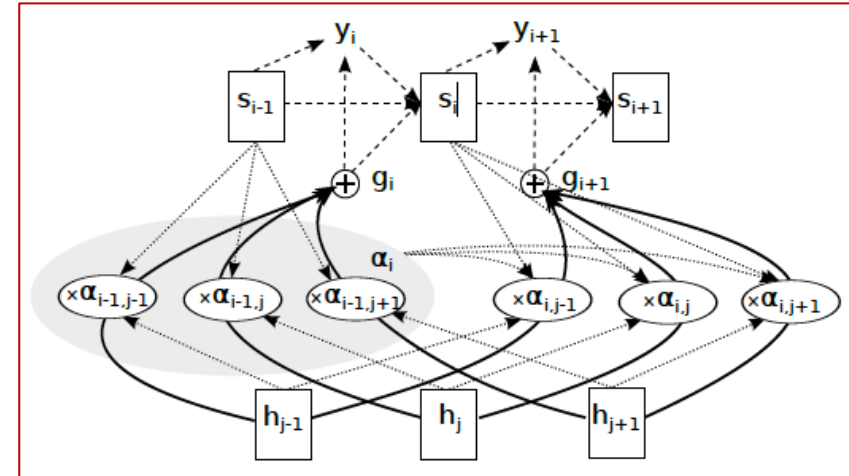 yᵢ yᵢ₊₁
sᵢ₋₁ sᵢ sᵢ₊₁
+ gᵢ + gᵢ₊₁
αᵢ
×αᵢ₋₁,ⱼ₋₁ ×αᵢ₋₁,ⱼ ×αᵢ₋₁,ⱼ₊₁ ×αᵢ,ⱼ₋₁ ×αᵢ,ⱼ ×αᵢ,ⱼ₊₁
hⱼ₋₁ hⱼ hⱼ₊₁